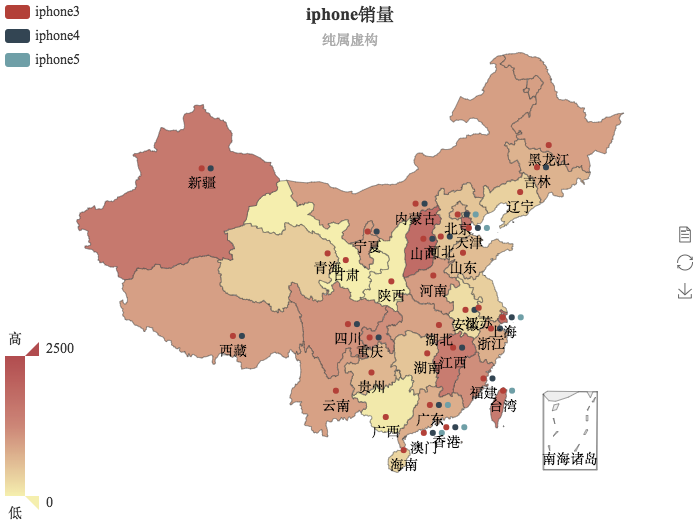 iphone销量
纯属虚构
iphone3
iphone4
iphone5
黑龙江
吉林
新疆
辽宁
内蒙古
北京
天津
宁夏
山西
河北
青海
甘肃
山东
陕西
河南
安徽
江苏
上海
四川
湖北
浙江
西藏
重庆
江西
湖南
贵州
福建
云南
台湾
广东
广西
香港
澳门
海南
南海诸岛
高
2500
0
低